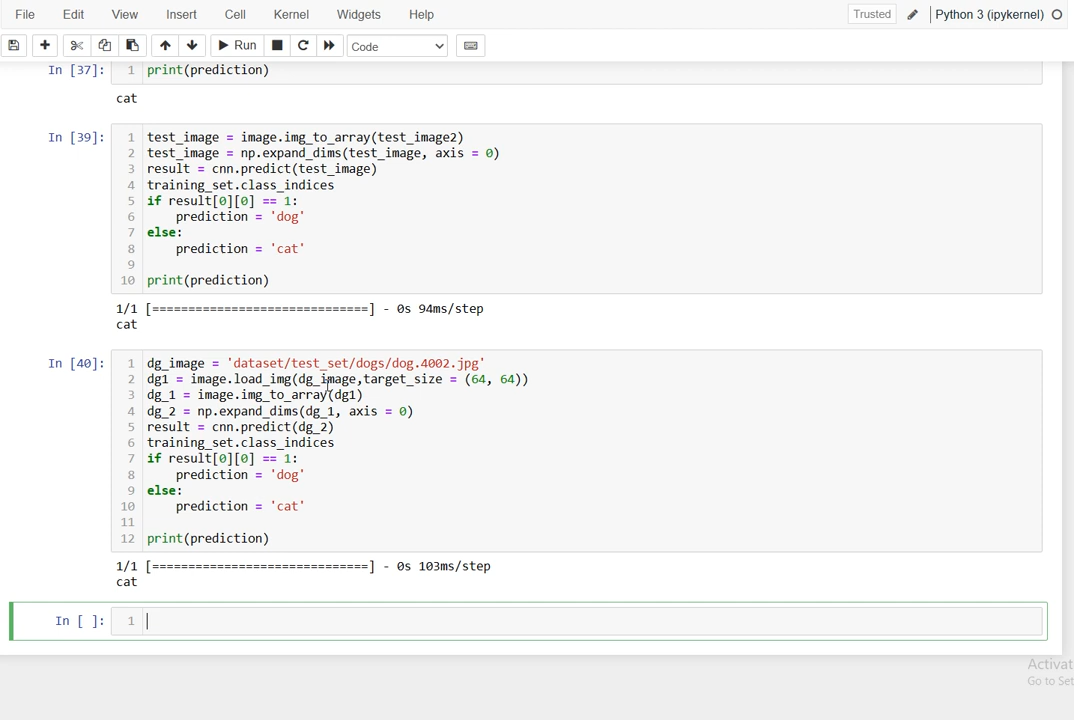 File Edit View Insert Cell Kernel Widgets Help Trusted Python 3 (ipykernel)
Run Code
In [37]: 1 print(prediction)
cat
In [39]: 1 test_image = image.img_to_array(test_image2)
2 test_image = np.expand_dims(test_image, axis = 0)
3 result = cnn.predict(test_image)
4 training_set.class_indices
5 if result[0][0] == 1:
6     prediction = 'dog'
7 else:
8     prediction = 'cat'
9
10 print(prediction)
1/1 [==============================] - 0s 94ms/step
cat
In [40]: 1 dg_image = 'dataset/test_set/dogs/dog.4002.jpg'
2 dg1 = image.load_img(dg_image,target_size = (64, 64))
3 dg_1 = image.img_to_array(dg1)
4 dg_2 = np.expand_dims(dg_1, axis = 0)
5 result = cnn.predict(dg_2)
6 training_set.class_indices
7 if result[0][0] == 1:
8     prediction = 'dog'
9 else:
10     prediction = 'cat'
11
12 print(prediction)
1/1 [==============================] - 0s 103ms/step
cat
In [ ]: 1
Activat
Go to Set